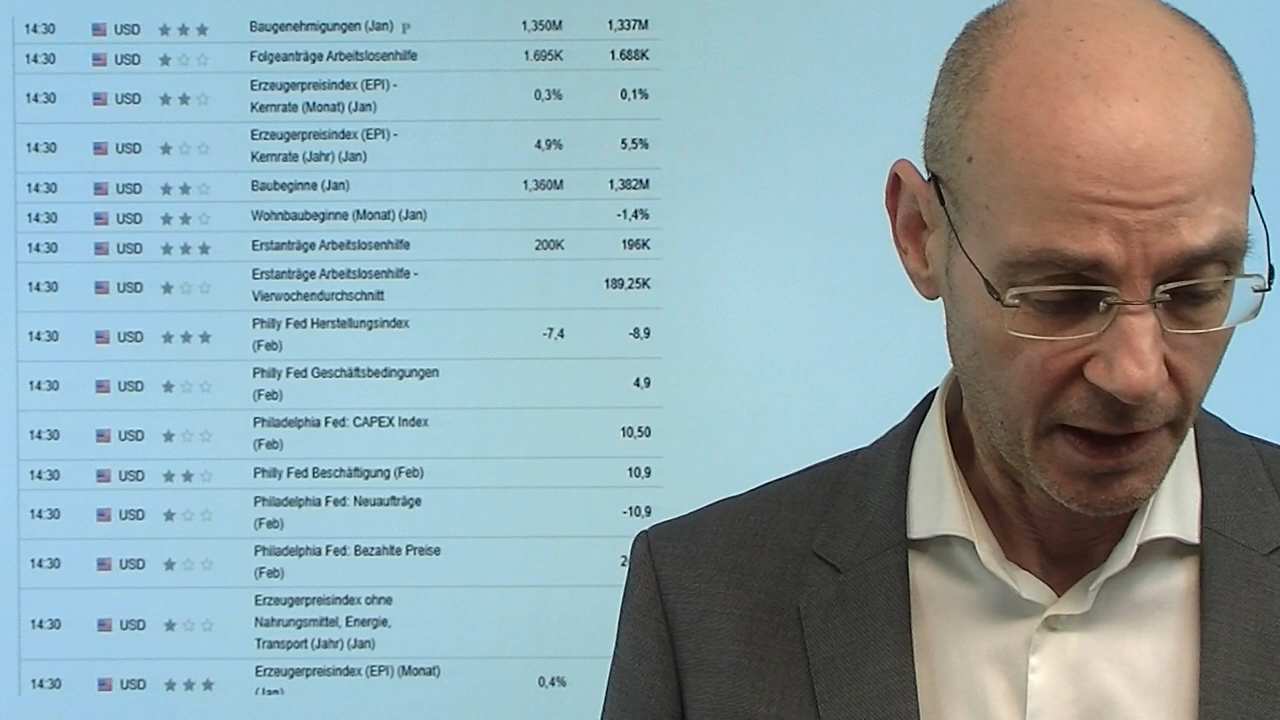 14:30 USD Baugenehmigungen (Jan) P 1,350M 1,337M
14:30 USD Folgeanträge Arbeitslosenhilfe 1.695K 1.688K
14:30 USD Erzeugerpreisindex (EPI) - 0,3% 0,1%
Kernrate (Monat) (Jan)
14:30 USD Erzeugerpreisindex (EPI) - 4,9% 5,5%
Kernrate (Jahr) (Jan)
14:30 USD Baubeginne (Jan) 1,360M 1,382M
14:30 USD Wohnbaubeginne (Monat) (Jan) -1,4%
14:30 USD Erstanträge Arbeitslosenhilfe 200K 196K
14:30 USD Erstanträge Arbeitslosenhilfe - 189,25K
Vierwochendurchschnitt
14:30 USD Philly Fed Herstellungsindex -7,4 -8,9
(Feb)
14:30 USD Philly Fed Geschäftsbedingungen 4,9
(Feb)
14:30 USD Philadelphia Fed: CAPEX Index 10,50
(Feb)
14:30 USD Philly Fed Beschäftigung (Feb) 10,9
14:30 USD Philadelphia Fed: Neuaufträge -10,9
(Feb)
14:30 USD Philadelphia Fed: Bezahlte Preise
(Feb)
Erzeugerpreisindex ohne
14:30 USD Nahrungsmittel, Energie,
Transport (Jahr) (Jan)
14:30 USD Erzeugerpreisindex (EPI) (Monat) 0,4%
(Jan)